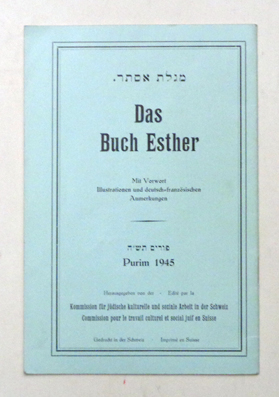 מגלת אסתר.
Das
Buch Esther
Mit Vorwort
Illustrationen und deutsch-französischen
Anmerkungen
פורים תש״ה
Purim 1945
Herausgegeben von der - Edité par la
Kommission für jüdische kulturelle und soziale Arbeit in der Schweiz
Commission pour le travail culturel et social juif en Suisse
Gedruckt in der Schweiz Imprimé en Suisse